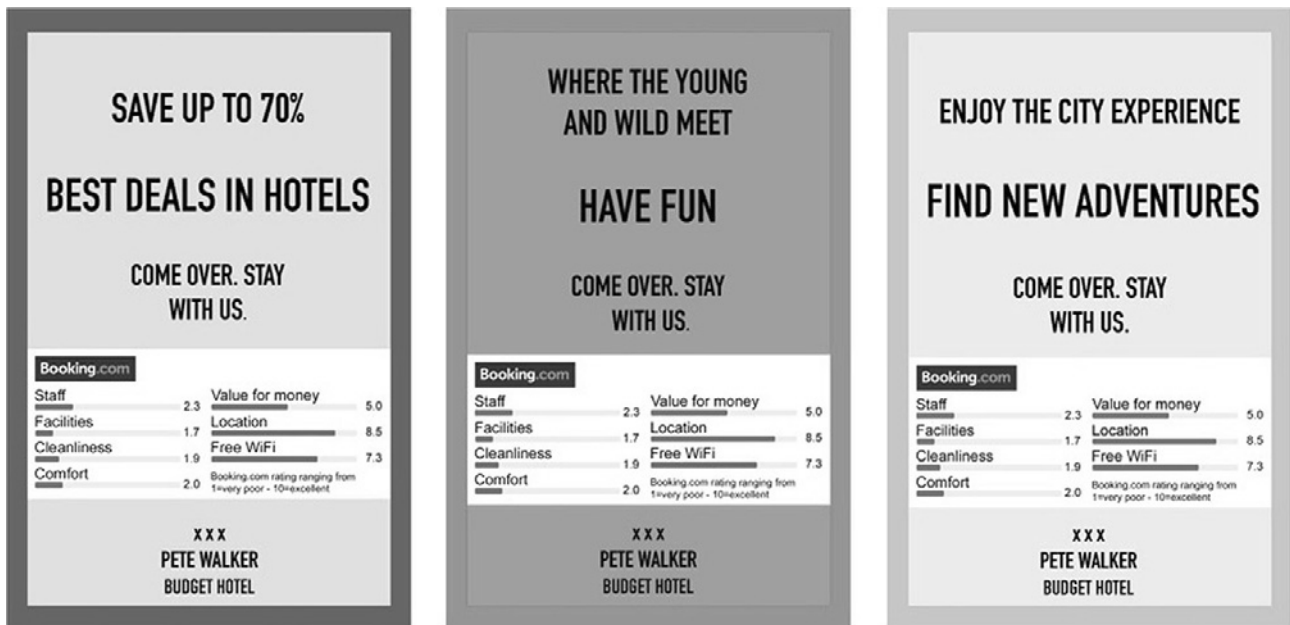 SAVE UP TO 70%
BEST DEALS IN HOTELS
COME OVER. STAY
WITH US.
Booking.com
Staff 2.3 Value for money 5.0
Facilities 1.7 Location 8.5
Cleanliness 1.9 Free WiFi 7.3
Comfort 2.0 Booking.com rating ranging from
1=very poor - 10=excellent
XXX
PETE WALKER
BUDGET HOTEL
WHERE THE YOUNG
AND WILD MEET
HAVE FUN
COME OVER. STAY
WITH US.
Booking.com
Staff 2.3 Value for money 5.0
Facilities 1.7 Location 8.5
Cleanliness 1.9 Free WiFi 7.3
Comfort 2.0 Booking.com rating ranging from
1=very poor - 10=excellent
XXX
PETE WALKER
BUDGET HOTEL
ENJOY THE CITY EXPERIENCE
FIND NEW ADVENTURES
COME OVER. STAY
WITH US.
Booking.com
Staff 2.3 Value for money 5.0
Facilities 1.7 Location 8.5
Cleanliness 1.9 Free WiFi 7.3
Comfort 2.0 Booking.com rating ranging from
1=very poor - 10=excellent
XXX
PETE WALKER
BUDGET HOTEL